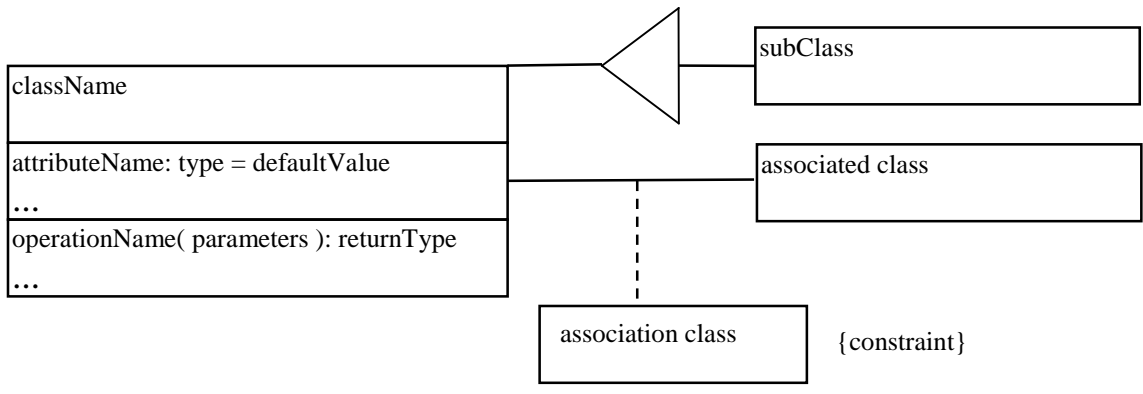 className
attributeName: type = defaultValue
…
operationName( parameters ): returnType
…
subClass
associated class
association class
{constraint}